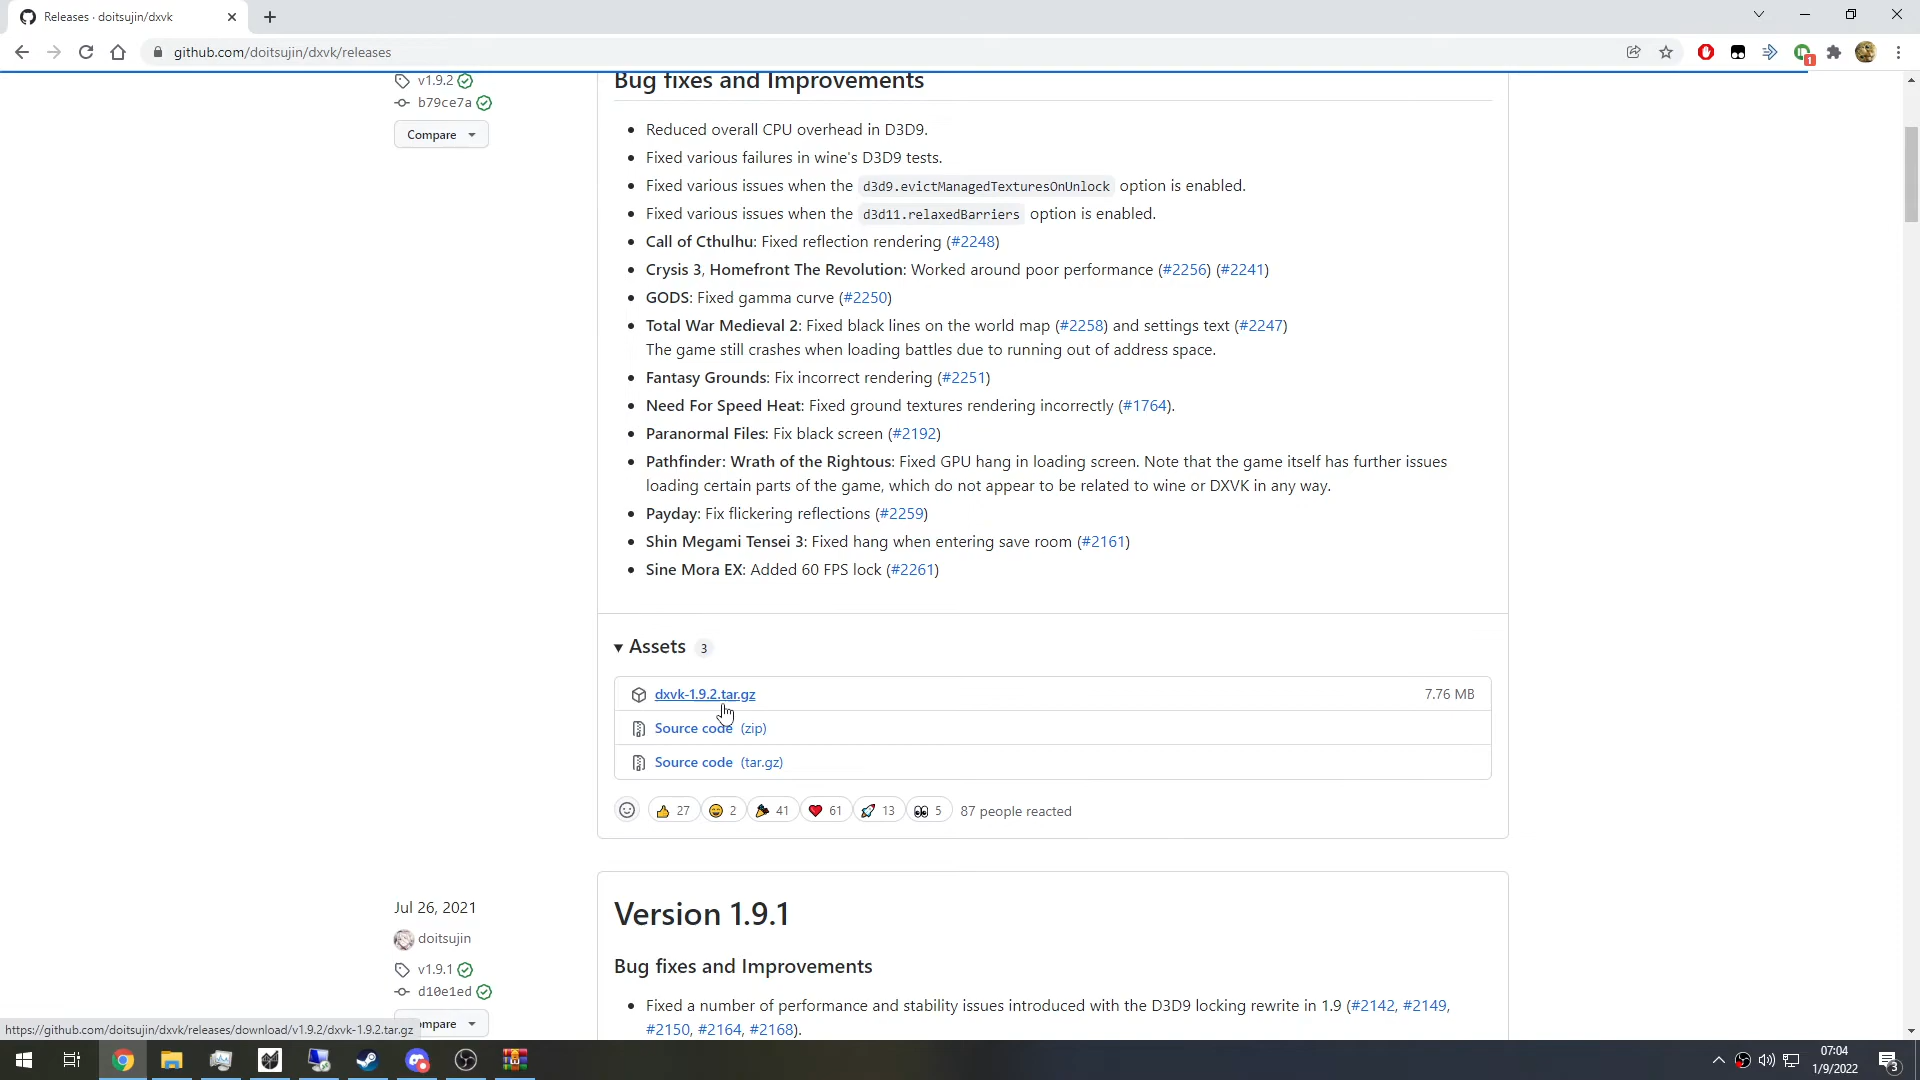 Releases · doitsujin/dxvk
github.com/doitsujin/dxvk/releases
1
v1.9.2
b79ce7a
Compare
Bug fixes and Improvements
Reduced overall CPU overhead in D3D9.
Fixed various failures in wine's D3D9 tests.
Fixed various issues when the d3d9.evictManagedTexturesOnUnlock option is enabled.
Fixed various issues when the d3d11.relaxedBarriers option is enabled.
Call of Cthulhu: Fixed reflection rendering (#2248)
Crysis 3, Homefront The Revolution: Worked around poor performance (#2256) (#2241)
GODS: Fixed gamma curve (#2250)
Total War Medieval 2: Fixed black lines on the world map (#2258) and settings text (#2247)
The game still crashes when loading battles due to running out of address space.
Fantasy Grounds: Fix incorrect rendering (#2251)
Need For Speed Heat: Fixed ground textures rendering incorrectly (#1764).
Paranormal Files: Fix black screen (#2192)
Pathfinder: Wrath of the Rightous: Fixed GPU hang in loading screen. Note that the game itself has further issues
loading certain parts of the game, which do not appear to be related to wine or DXVK in any way.
Payday: Fix flickering reflections (#2259)
Shin Megami Tensei 3: Fixed hang when entering save room (#2161)
Sine Mora EX: Added 60 FPS lock (#2261)
Assets 3
dxvk-1.9.2.tar.gz 7.76 MB
Source code (zip)
Source code (tar.gz)
27 2 41 61 13 5 87 people reacted
Jul 26, 2021
doitsujin
v1.9.1
d10e1ed
mpare
Version 1.9.1
Bug fixes and Improvements
Fixed a number of performance and stability issues introduced with the D3D9 locking rewrite in 1.9 (#2142, #2149,
#2150, #2164, #2168).
https://github.com/doitsujin/dxvk/releases/download/v1.9.2/dxvk-1.9.2.tar.gz
07:04
1/9/2022
3